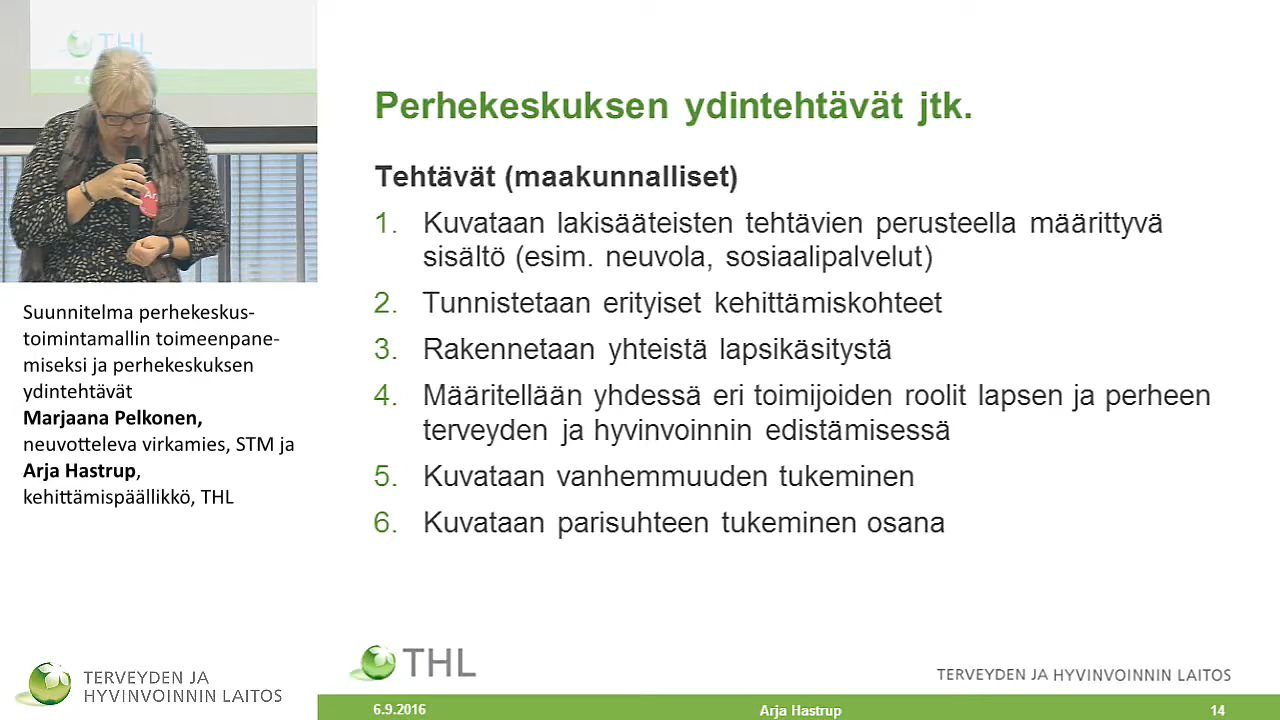 THL
Perhekeskuksen ydintehtävät jtk.
Tehtävät (maakunnalliset)
1. Kuvataan lakisääteisten tehtävien perusteella määrittyvä
sisältö (esim. neuvola, sosiaalipalvelut)
2. Tunnistetaan erityiset kehittämiskohteet
3. Rakennetaan yhteistä lapsikäsitystä
4. Määritellään yhdessä eri toimijoiden roolit lapsen ja perheen
terveyden ja hyvinvoinnin edistämisessä
5. Kuvataan vanhemmuuden tukeminen
6. Kuvataan parisuhteen tukeminen osana
Suunnitelma perhekeskus-
toimintamallin toimeenpane-
miseksi ja perhekeskuksen
ydintehtävät
Marjaana Pelkonen,
neuvotteleva virkamies, STM ja
Arja Hastrup,
kehittämispäällikkö, THL
TERVEYDEN JA
HYVINVOINNIN LAITOS
THL
TERVEYDEN JA HYVINVOINNIN LAITOS
6.9.2016
Arja Hastrup
14